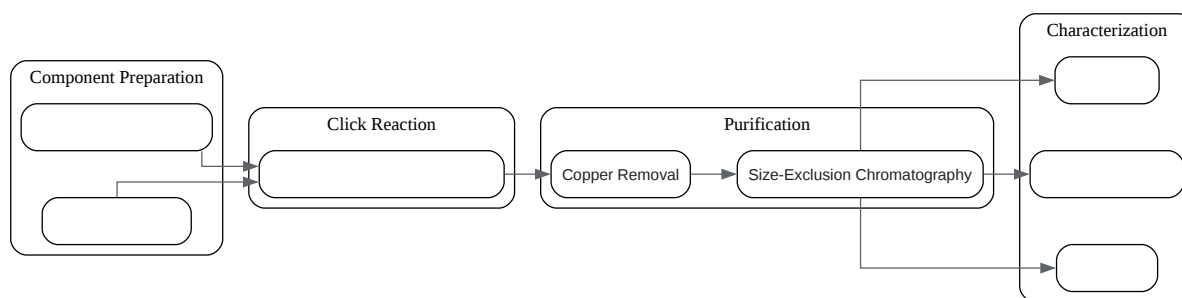 Component Preparation
Click Reaction
Purification
Copper Removal
Size-Exclusion Chromatography
Characterization